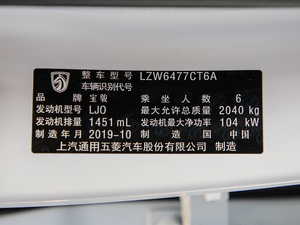 整车型号 LZW6477CT6A
车辆识别代号
品牌 宝骏 乘坐人数 6
发动机型号 LJO 最大允许总质量 2040 kg
发动机排量 1451 mL 发动机最大净功率 104 kW
制造年月 2019-10 制造国 中国
上汽通用五菱汽车股份有限公司 制造